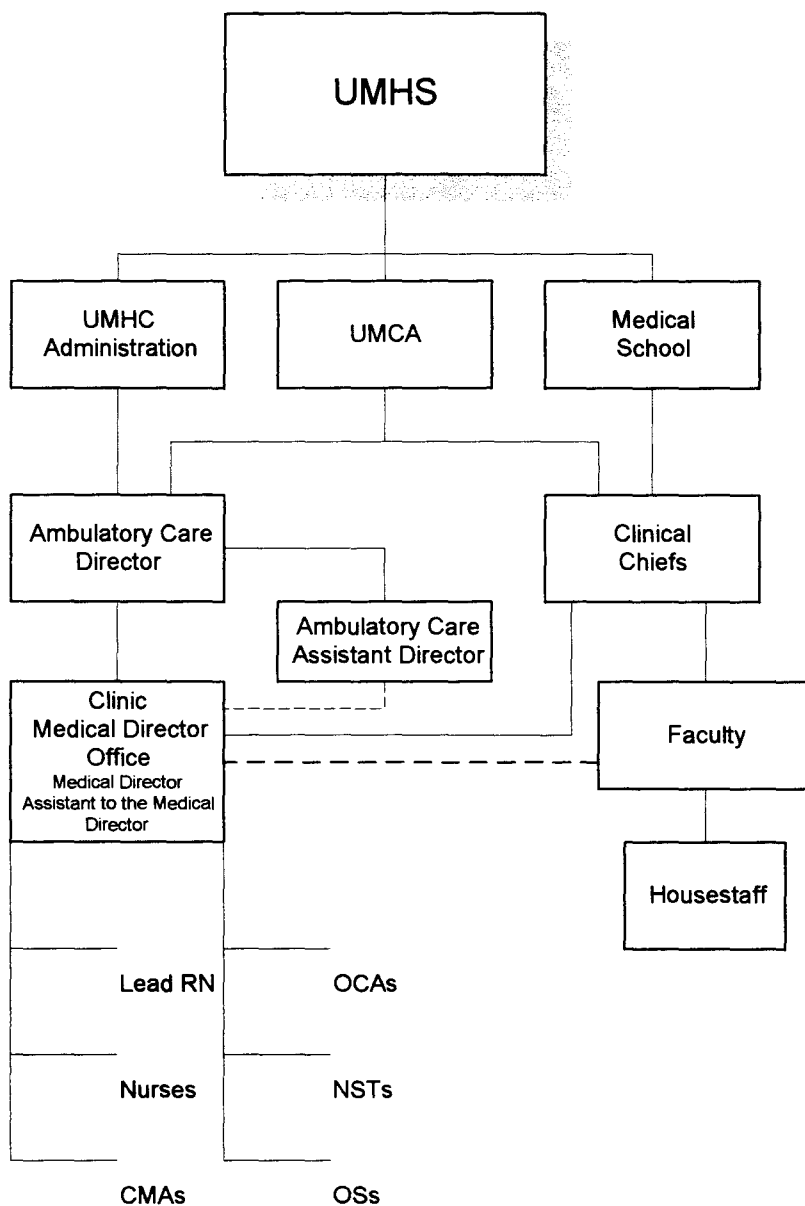 UMHS
UMHC
Administration
UMCA
Medical
School
Ambulatory Care
Director
Clinical
Chiefs
Ambulatory Care
Assistant Director
Clinic
Medical Director
Office
Medical Director
Assistant to the Medical
Director
Faculty
Housestaff
Lead RN
OCAs
Nurses
NSTs
CMAs
OSs